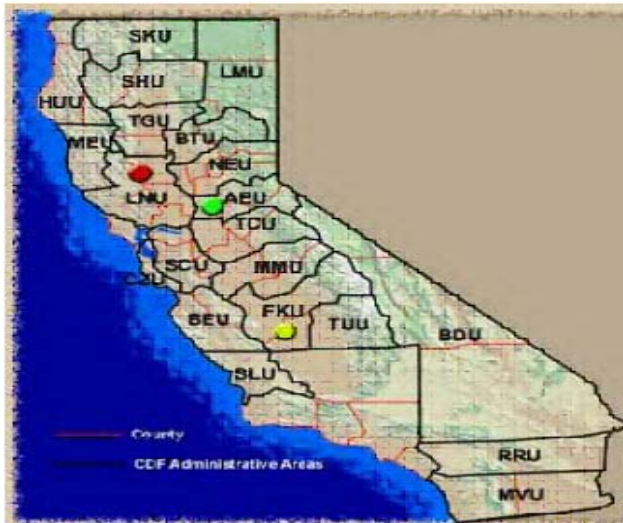 SKU
LMU
SHU
HUU
TGU
MEU
BTU
NEU
LNU
AEU
TCU
SCU
MMU
CZU
BEU
FKU
TUU
BDU
SLU
County
CDF Administrative Areas
RRU
MVU